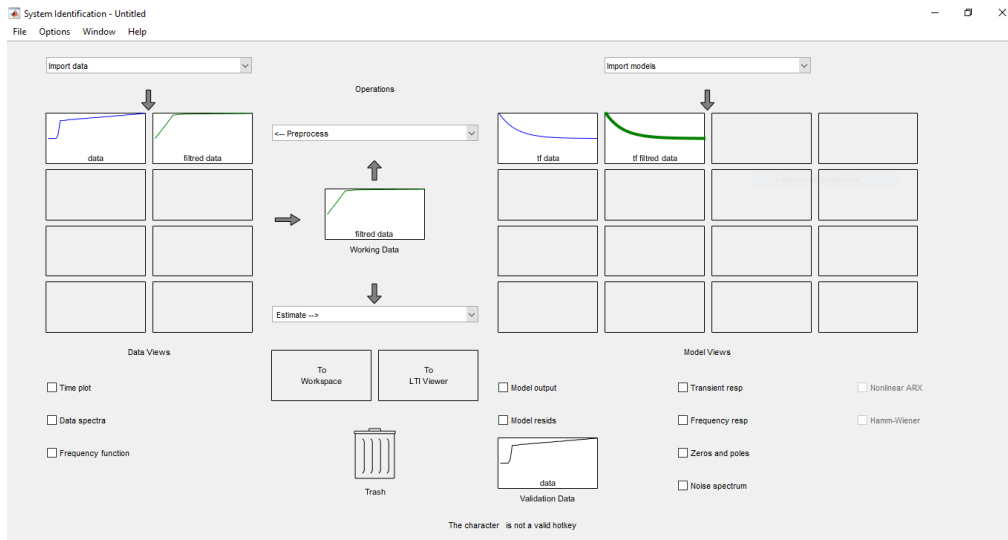 System Identification - Untitled
File Options Window Help
Import data
Import models
Operations
<-- Preprocess
data
filtred data
tf data
tf filtred data
filtred data
Working Data
Estimate -->
Data Views
Model Views
To
Workspace
To
LTI Viewer
Time plot
Data spectra
Frequency function
Model output
Model resids
Transient resp
Frequency resp
Zeros and poles
Noise spectrum
Nonlinear ARX
Hamm-Wiener
Trash
data
Validation Data
The character is not a valid hotkey